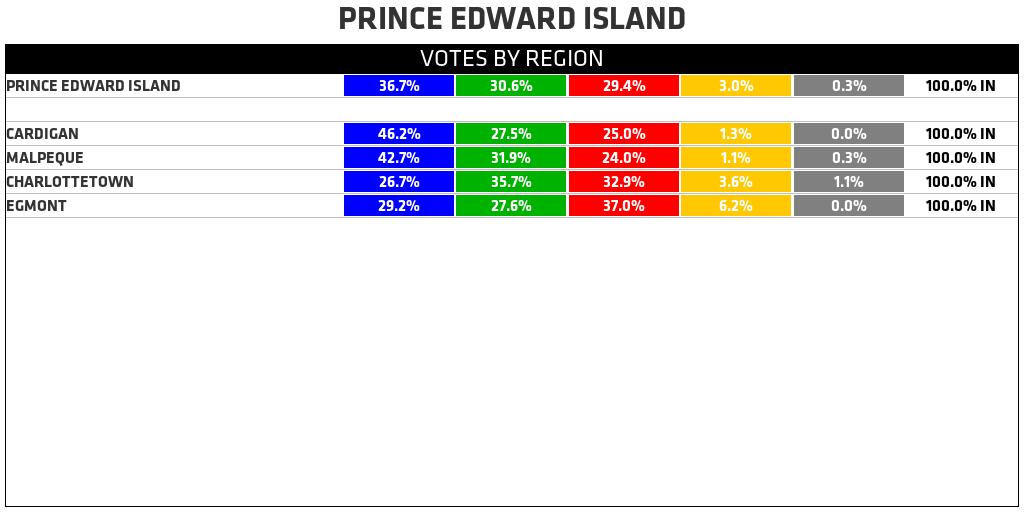 PRINCE EDWARD ISLAND
VOTES BY REGION
PRINCE EDWARD ISLAND 36.7% 30.6% 29.4% 3.0% 0.3% 100.0% IN
CARDIGAN 46.2% 27.5% 25.0% 1.3% 0.0% 100.0% IN
MALPEQUE 42.7% 31.9% 24.0% 1.1% 0.3% 100.0% IN
CHARLOTTETOWN 26.7% 35.7% 32.9% 3.6% 1.1% 100.0% IN
EGMONT 29.2% 27.6% 37.0% 6.2% 0.0% 100.0% IN